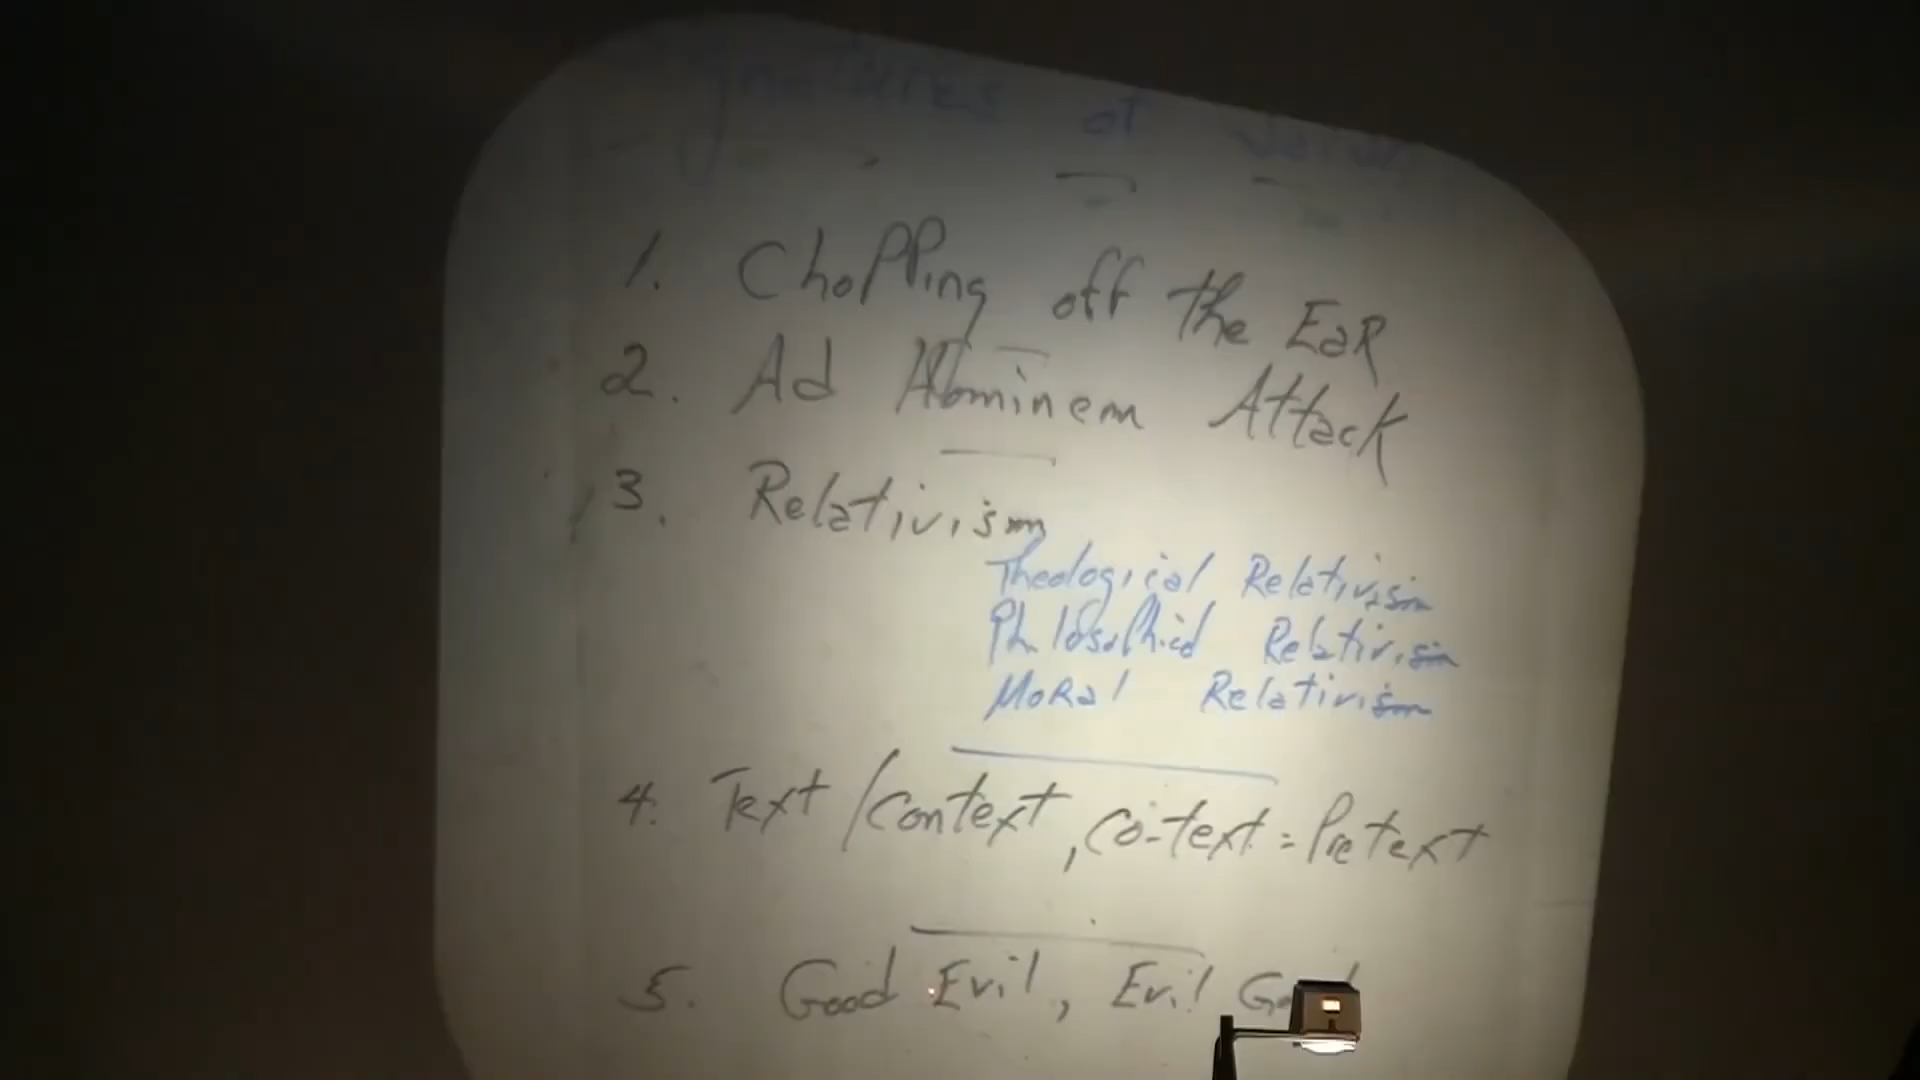 of
1. Chopping off the Ear
2. Ad Hominem Attack
3. Relativism
Theological Relativism
Philosophical Relativism
Moral Relativism
4. Text / Context, Co-text = Pretext
5. Good Evil, Evil